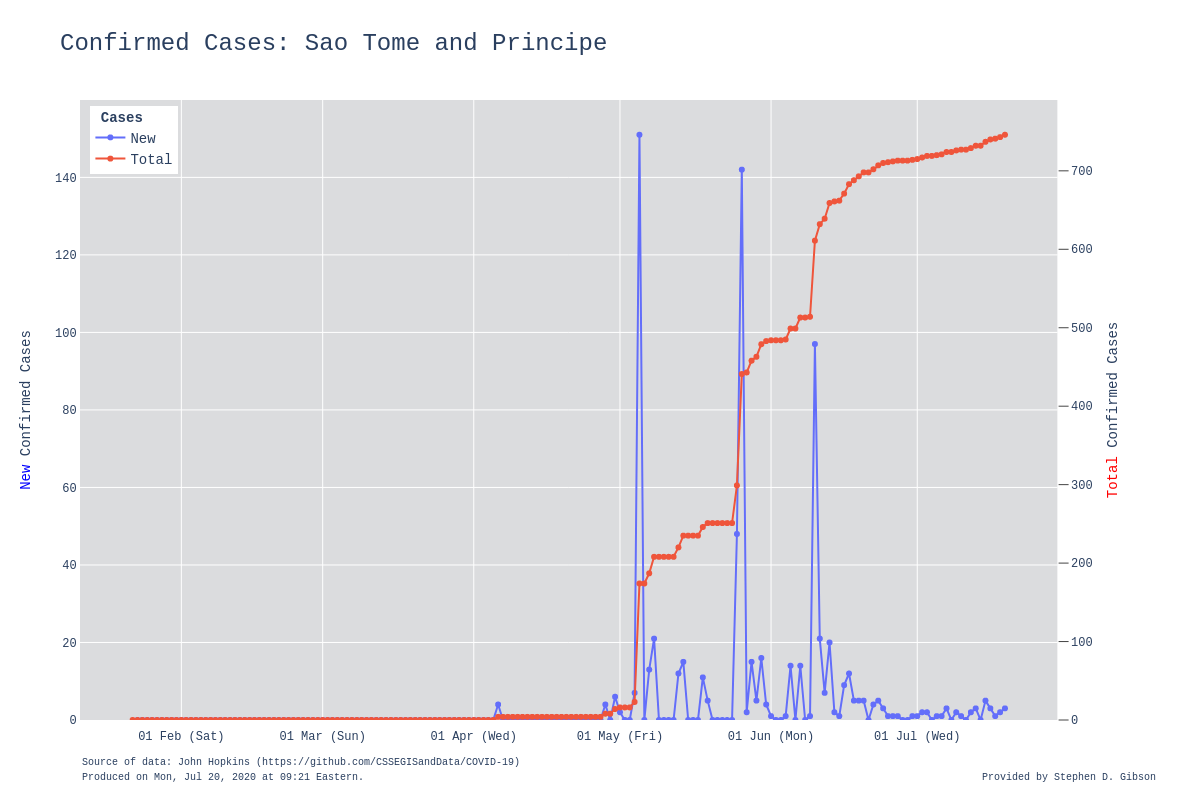 Confirmed Cases: Sao Tome and Principe
Cases
New
Total
140
120
100
80
60
40
20
0
700
600
500
400
300
200
100
0
New Confirmed Cases
Total Confirmed Cases
01 Feb (Sat) 01 Mar (Sun) 01 Apr (Wed) 01 May (Fri) 01 Jun (Mon) 01 Jul (Wed)
Source of data: John Hopkins (https://github.com/CSSEGISandData/COVID-19)
Produced on Mon, Jul 20, 2020 at 09:21 Eastern.
Provided by Stephen D. Gibson